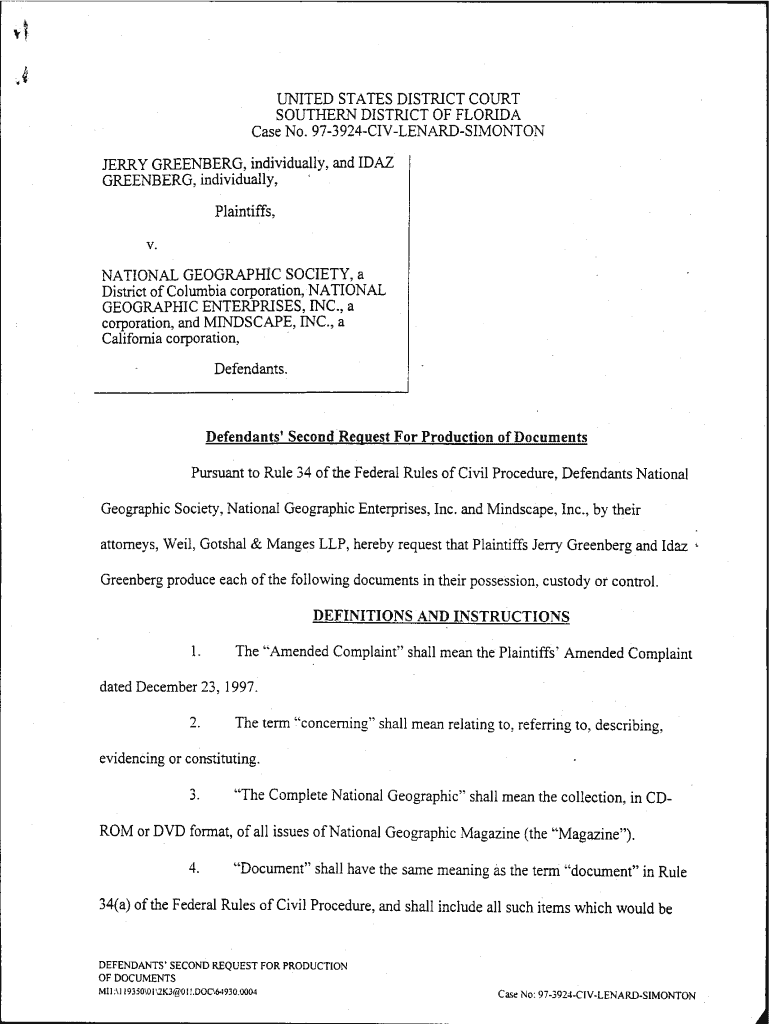 UNITED STATES DISTRICT COURT
SOUTHERN DISTRICT OF FLORIDA
Case No. 97-3924-CIV-LENARD-SIMONTON
JERRY GREENBERG, individually, and IDAZ
GREENBERG, individually,
Plaintiffs,
v.
NATIONAL GEOGRAPHIC SOCIETY, a
District of Columbia corporation, NATIONAL
GEOGRAPHIC ENTERPRISES, INC., a
corporation, and MINDSCAPE, INC., a
California corporation,
Defendants.
Defendants' Second Request For Production of Documents
Pursuant to Rule 34 of the Federal Rules of Civil Procedure, Defendants National
Geographic Society, National Geographic Enterprises, Inc. and Mindscape, Inc., by their
attorneys, Weil, Gotshal & Manges LLP, hereby request that Plaintiffs Jerry Greenberg and Idaz
Greenberg produce each of the following documents in their possession, custody or control.
DEFINITIONS AND INSTRUCTIONS
1. The “Amended Complaint” shall mean the Plaintiffs’ Amended Complaint
dated December 23, 1997.
2. The term “concerning” shall mean relating to, referring to, describing,
evidencing or constituting.
3. “The Complete National Geographic” shall mean the collection, in CD-
ROM or DVD format, of all issues of National Geographic Magazine (the “Magazine”).
4. “Document” shall have the same meaning as the term “document” in Rule
34(a) of the Federal Rules of Civil Procedure, and shall include all such items which would be
DEFENDANTS’ SECOND REQUEST FOR PRODUCTION
OF DOCUMENTS
MI1:\119350\01\2K3@01!.DOC\64930.0004
Case No: 97-3924-CIV-LENARD-SIMONTON